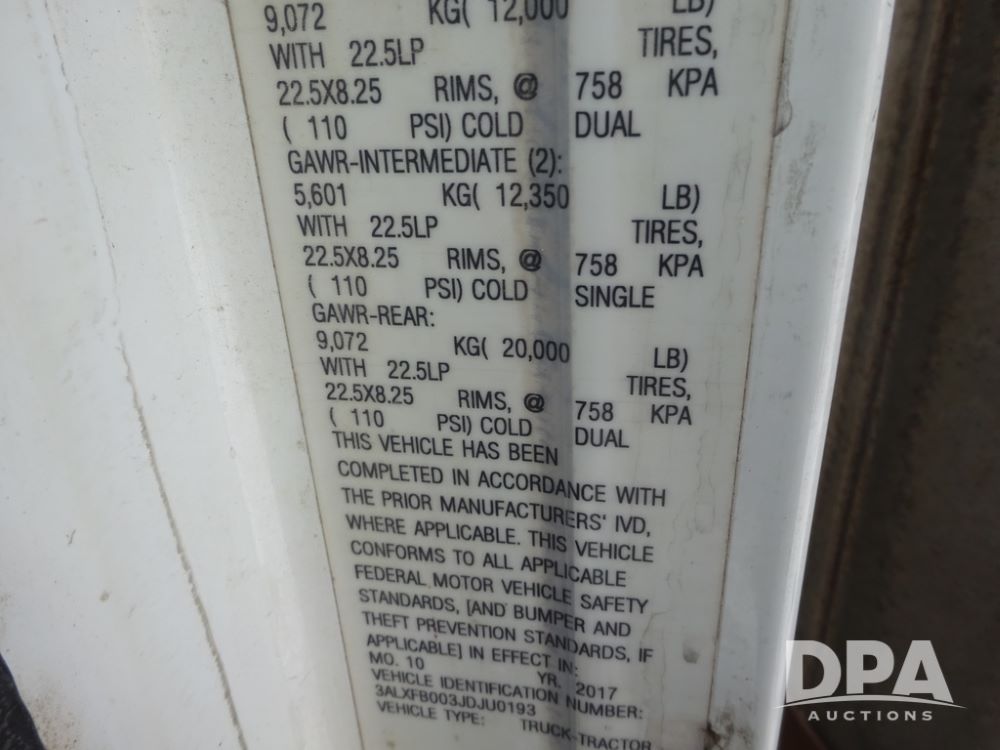 9,072 KG( 12,000 LB)
WITH 22.5LP TIRES,
22.5X8.25 RIMS, @ 758 KPA
( 110 PSI) COLD DUAL
GAWR-INTERMEDIATE (2):
5,601 KG( 12,350 LB)
WITH 22.5LP TIRES,
22.5X8.25 RIMS, @ 758 KPA
( 110 PSI) COLD SINGLE
GAWR-REAR:
9,072 KG( 20,000 LB)
WITH 22.5LP TIRES,
22.5X8.25 RIMS, @ 758 KPA
( 110 PSI) COLD DUAL
THIS VEHICLE HAS BEEN
COMPLETED IN ACCORDANCE WITH
THE PRIOR MANUFACTURERS' IVD,
WHERE APPLICABLE. THIS VEHICLE
CONFORMS TO ALL APPLICABLE
FEDERAL MOTOR VEHICLE SAFETY
STANDARDS, [AND BUMPER AND
THEFT PREVENTION STANDARDS, IF
APPLICABLE] IN EFFECT IN:
MO. 10 YR. 2017
VEHICLE IDENTIFICATION NUMBER:
3ALXFB003JDJU0193
VEHICLE TYPE: TRUCK-TRACTOR
DPA
AUCTIONS